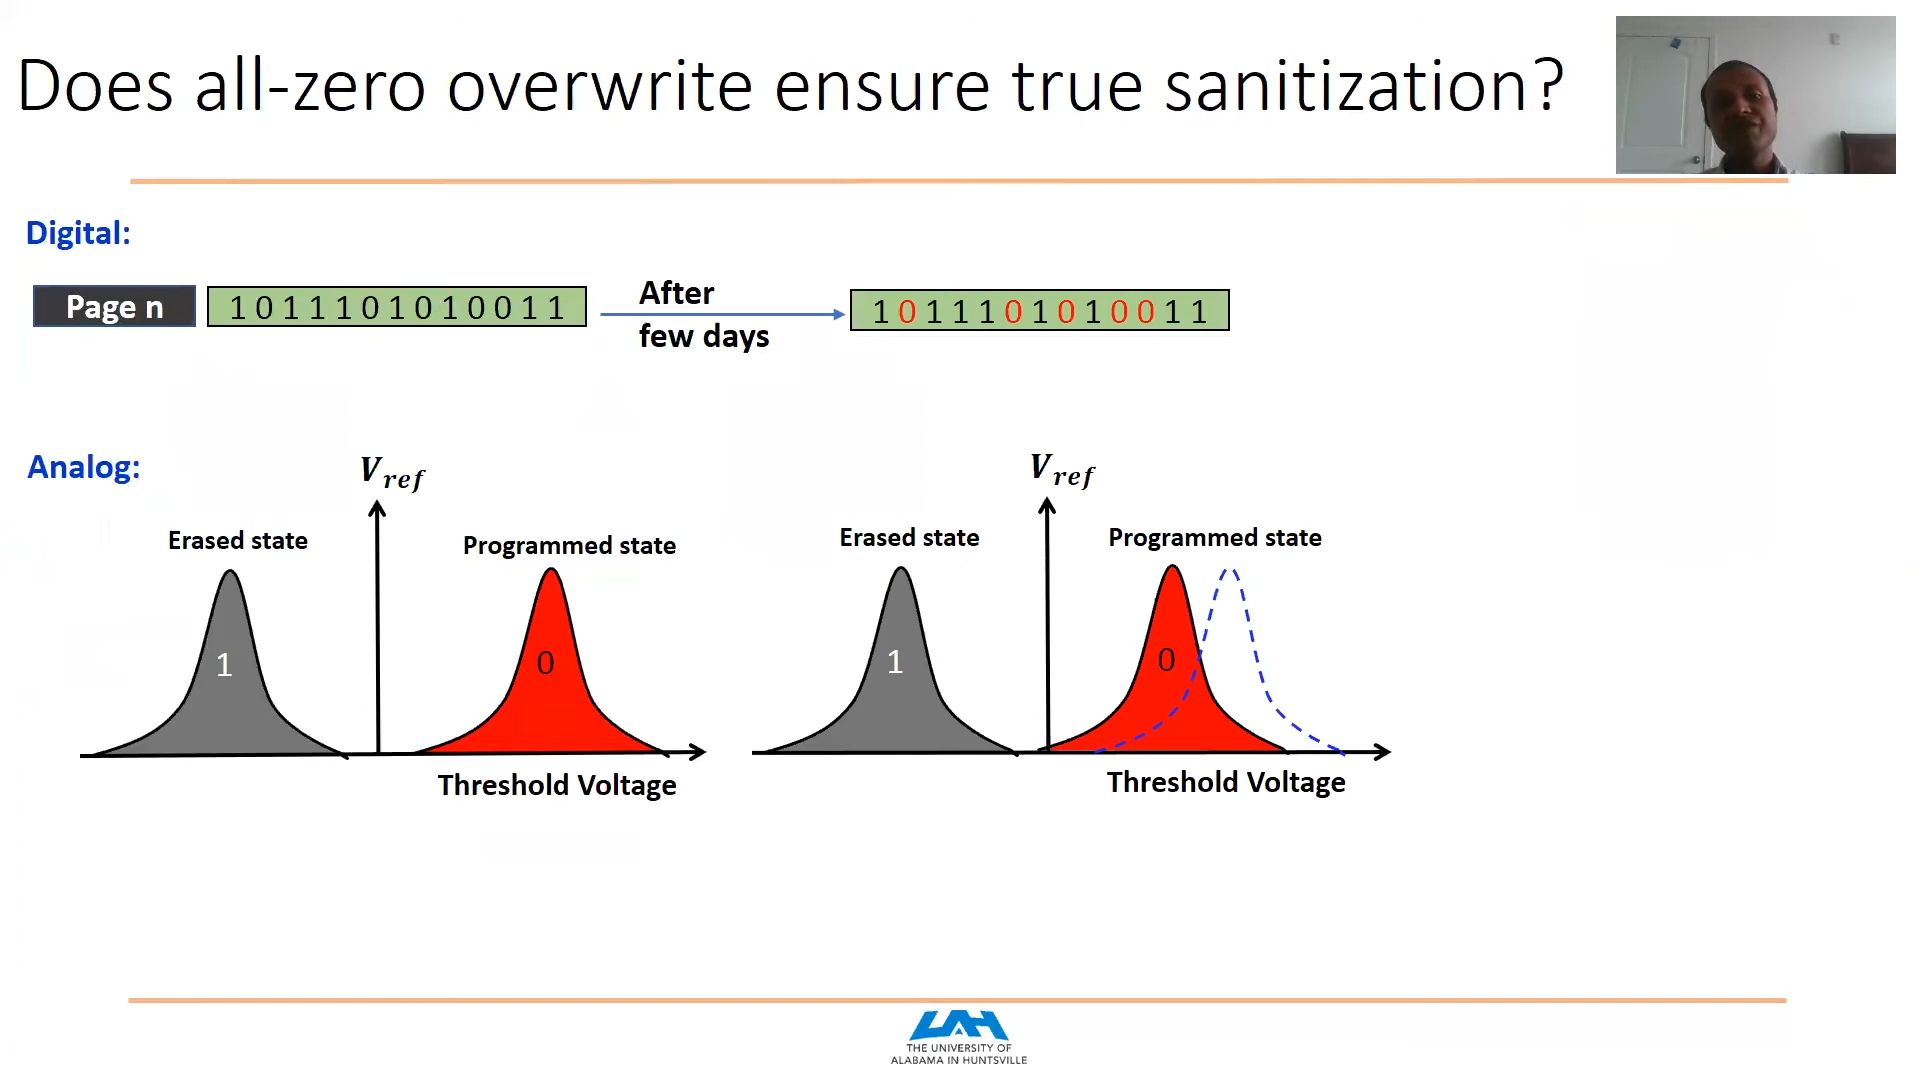 Does all-zero overwrite ensure true sanitization?
Digital:
Page n
1 0 1 1 1 0 1 0 1 0 0 1 1
After
few days
1 0 1 1 1 0 1 0 1 0 0 1 1
Analog:
Vref
Erased state
Programmed state
1
0
Threshold Voltage
Vref
Erased state
Programmed state
1
0
Threshold Voltage
UAH
THE UNIVERSITY OF
ALABAMA IN HUNTSVILLE